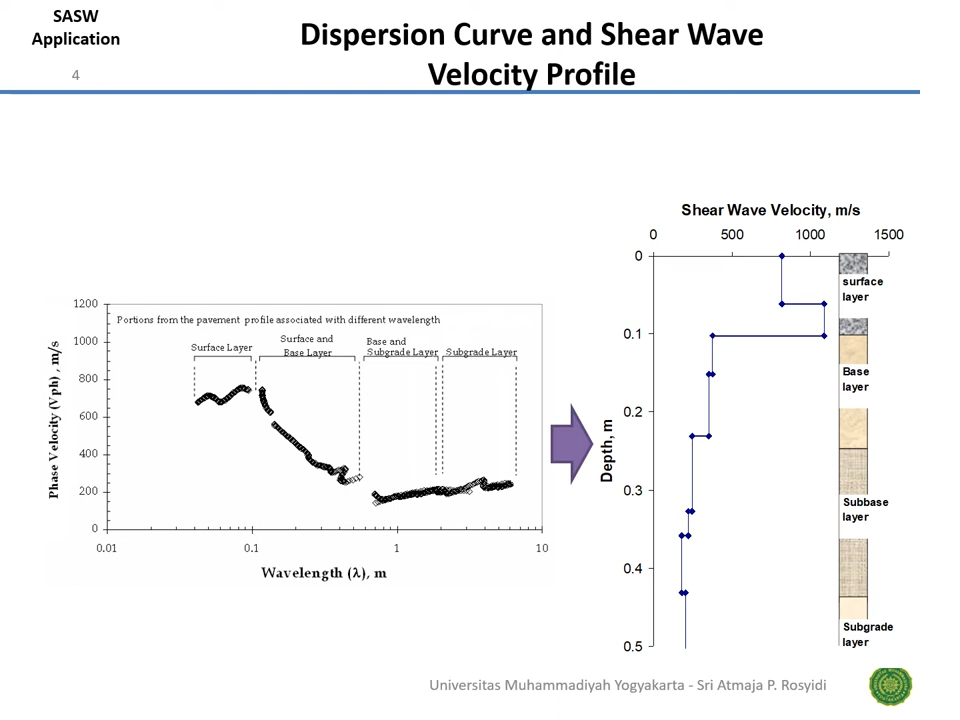 SASW
Application
4
Dispersion Curve and Shear Wave
Velocity Profile
1200
1000
800
600
400
200
0
Phase Velocity (Vph) , m/s
Portions from the pavement profile associated with different wavelength
Surface Layer
Surface and
Base Layer
Base and
Subgrade Layer
Subgrade Layer
0.01
0.1
1
10
Wavelength (λ), m
Shear Wave Velocity, m/s
0
500
1000
1500
0
0.1
0.2
0.3
0.4
0.5
Depth, m
surface
layer
Base
layer
Subbase
layer
Subgrade
layer
Universitas Muhammadiyah Yogyakarta - Sri Atmaja P. Rosyidi